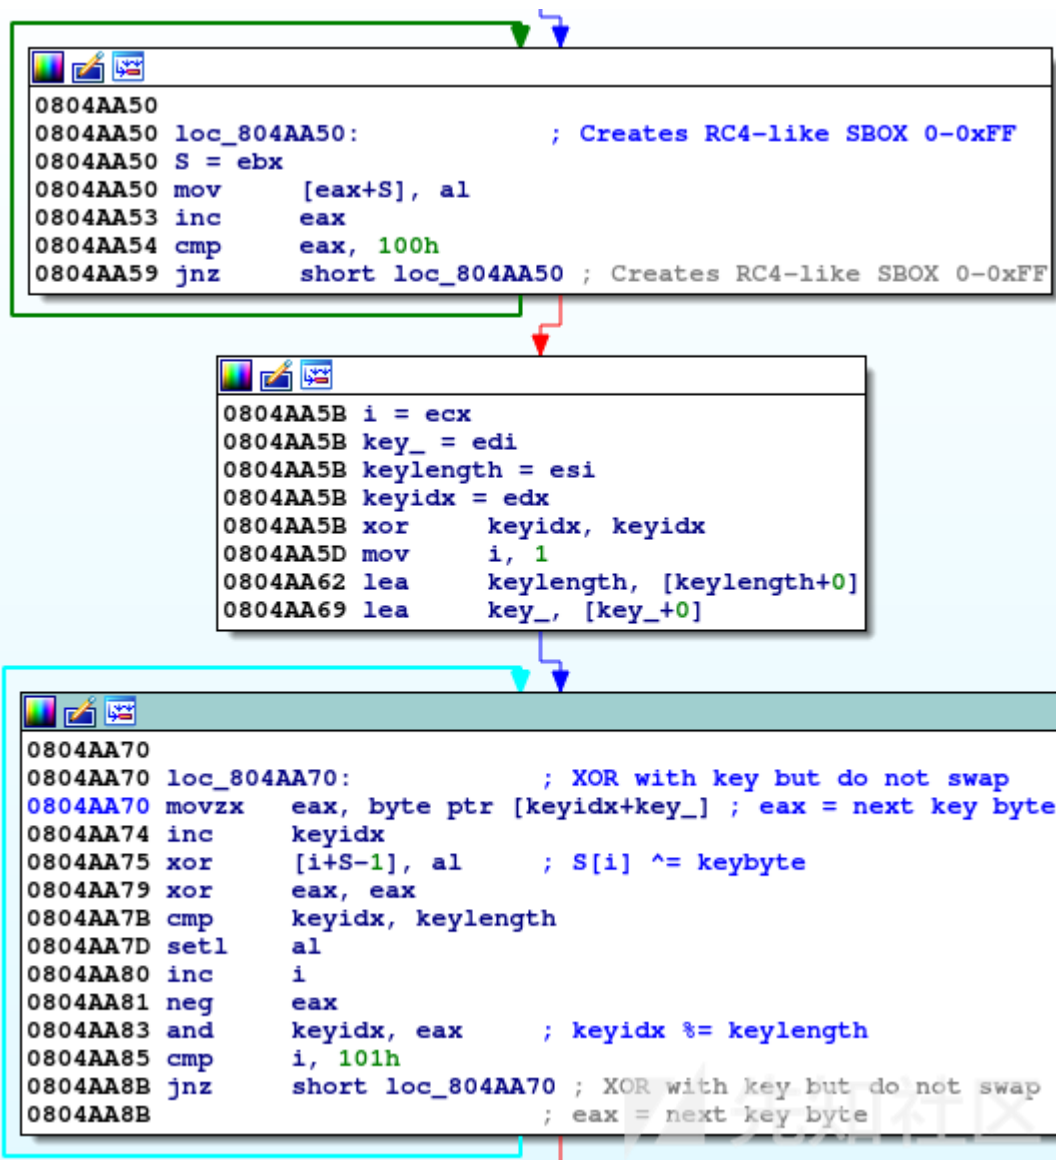 0804AA50
0804AA50 loc_804AA50: ; Creates RC4-like SBOX 0-0xFF
0804AA50 S = ebx
0804AA50 mov [eax+S], al
0804AA53 inc eax
0804AA54 cmp eax, 100h
0804AA59 jnz short loc_804AA50 ; Creates RC4-like SBOX 0-0xFF
0804AA5B i = ecx
0804AA5B key_ = edi
0804AA5B keylength = esi
0804AA5B keyidx = edx
0804AA5B xor keyidx, keyidx
0804AA5D mov i, 1
0804AA62 lea keylength, [keylength+0]
0804AA69 lea key_, [key_+0]
0804AA70
0804AA70 loc_804AA70: ; XOR with key but do not swap
0804AA70 movzx eax, byte ptr [keyidx+key_] ; eax = next key byte
0804AA74 inc keyidx
0804AA75 xor [i+S-1], al ; S[i] ^= keybyte
0804AA79 xor eax, eax
0804AA7B cmp keyidx, keylength
0804AA7D setl al
0804AA80 inc i
0804AA81 neg eax
0804AA83 and keyidx, eax ; keyidx %= keylength
0804AA85 cmp i, 101h
0804AA8B jnz short loc_804AA70 ; XOR with key but do not swap
0804AA8B ; eax = next key byte
先知社区